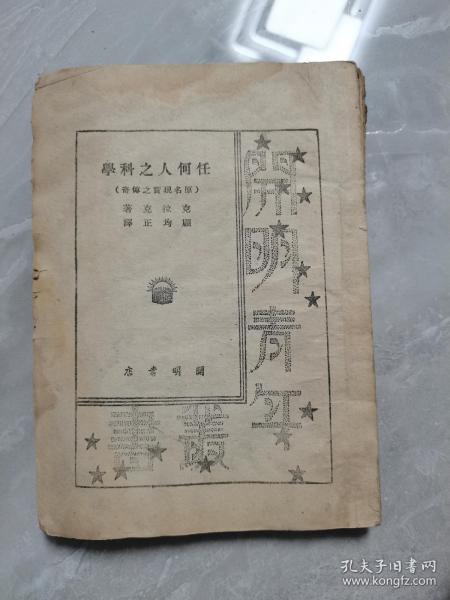 任何人之科學
（原名現實之傳奇）
克拉克著
顧均正譯
開明書店
開明青年
叢書
孔夫子旧书网
www.kongfz.com